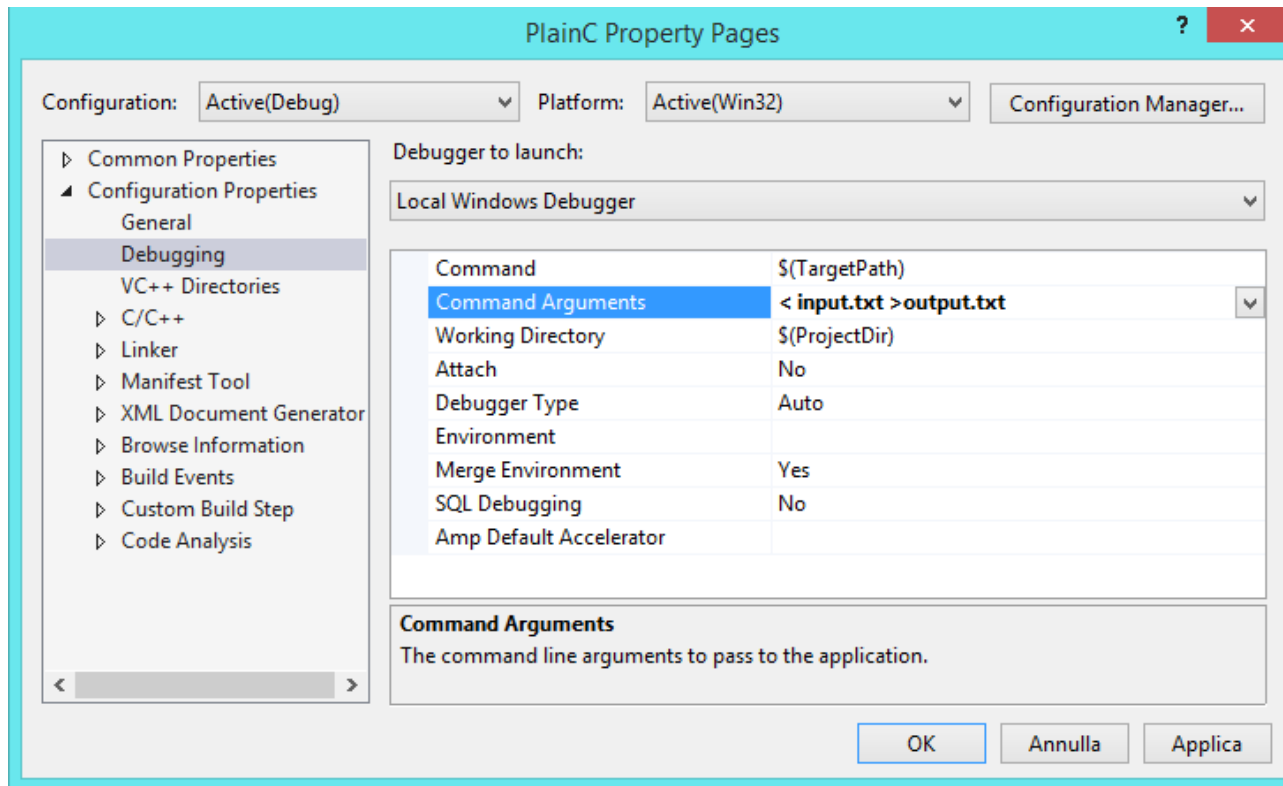 PlainC Property Pages
?
Configuration: Active(Debug) Platform: Active(Win32) Configuration Manager...
Common Properties
Configuration Properties
General
Debugging
VC++ Directories
C/C++
Linker
Manifest Tool
XML Document Generator
Browse Information
Build Events
Custom Build Step
Code Analysis
Debugger to launch:
Local Windows Debugger
Command $(TargetPath)
Command Arguments < input.txt >output.txt
Working Directory $(ProjectDir)
Attach No
Debugger Type Auto
Environment
Merge Environment Yes
SQL Debugging No
Amp Default Accelerator
Command Arguments
The command line arguments to pass to the application.
OK Annulla Applica